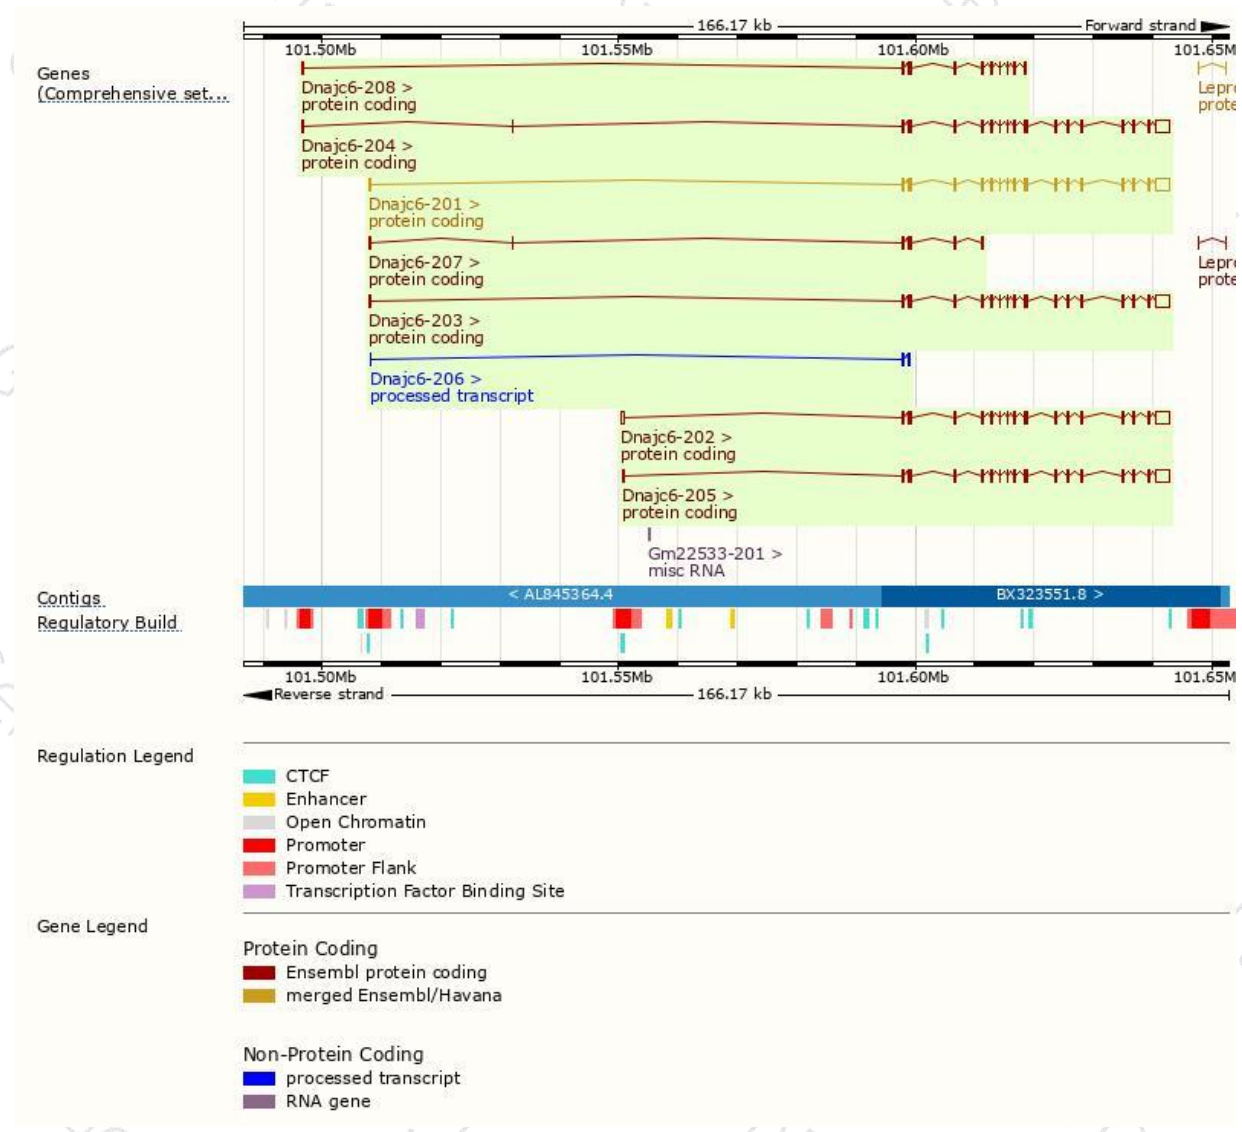 166.17 kb Forward strand
101.50Mb 101.55Mb 101.60Mb 101.65M
Genes
(Comprehensive set...
Dnajc6-208 >
protein coding
Lepr
prote
Dnajc6-204 >
protein coding
Dnajc6-201 >
protein coding
Dnajc6-207 >
protein coding
Lepr
prote
Dnajc6-203 >
protein coding
Dnajc6-206 >
processed transcript
Dnajc6-202 >
protein coding
Dnajc6-205 >
protein coding
Gm22533-201 >
misc RNA
Contigs < AL845364.4 BX323551.8 >
Regulatory Build
101.50Mb 101.55Mb 101.60Mb 101.65M
Reverse strand 166.17 kb
Regulation Legend
CTCF
Enhancer
Open Chromatin
Promoter
Promoter Flank
Transcription Factor Binding Site
Gene Legend
Protein Coding
Ensembl protein coding
merged Ensembl/Havana
Non-Protein Coding
processed transcript
RNA gene